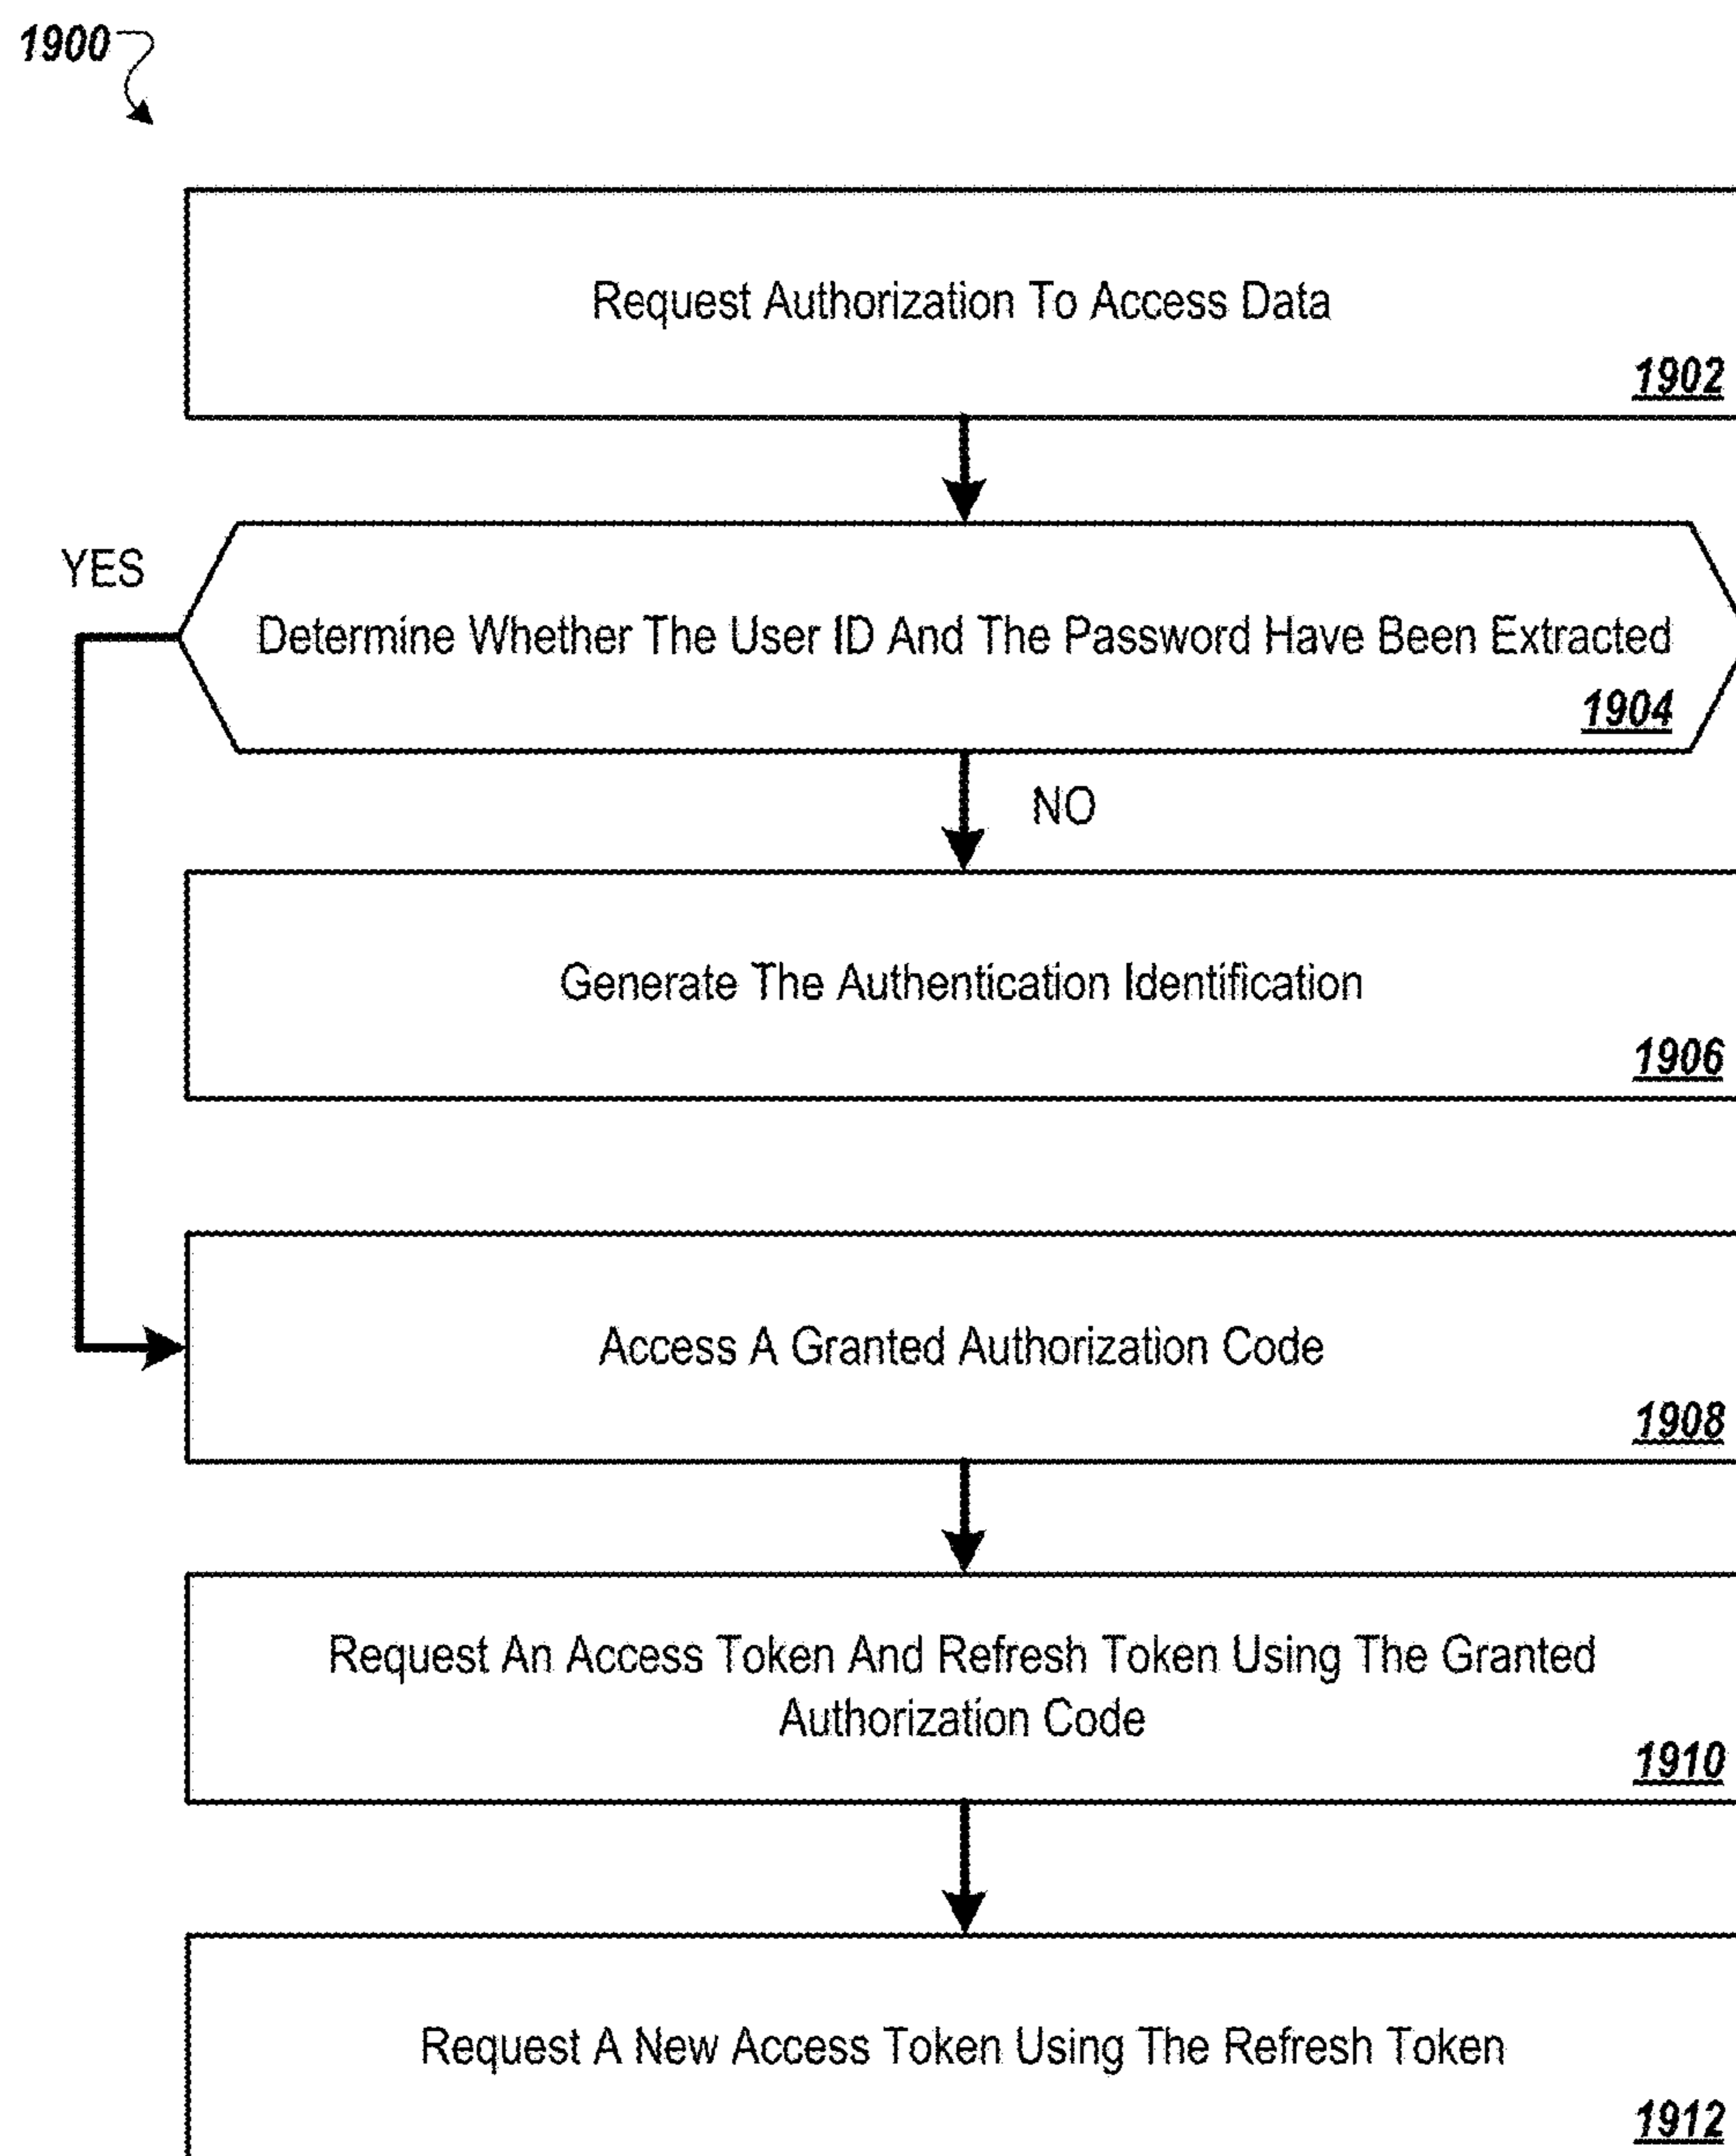 1900
Request Authorization To Access Data
1902
YES
Determine Whether The User ID And The Password Have Been Extracted
1904
NO
Generate The Authentication Identification
1906
Access A Granted Authorization Code
1908
Request An Access Token And Refresh Token Using The Granted
Authorization Code
1910
Request A New Access Token Using The Refresh Token
1912